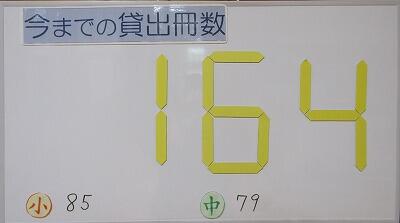 今までの貸出冊数
164
小 85 中 79